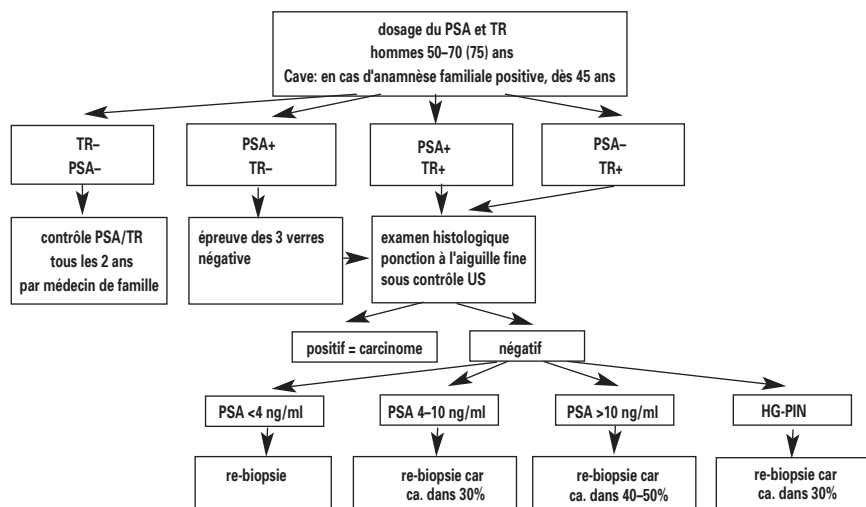 dosage du PSA et TR
hommes 50–70 (75) ans
Cave: en cas d'anamnèse familiale positive, dès 45 ans
TR–
PSA–
PSA+
TR–
PSA+
TR+
PSA–
TR+
contrôle PSA/TR
tous les 2 ans
par médecin de famille
épreuve des 3 verres
négative
examen histologique
ponction à l'aiguille fine
sous contrôle US
positif = carcinome
négatif
PSA <4 ng/ml
PSA 4–10 ng/ml
PSA >10 ng/ml
HG-PIN
re-biopsie
re-biopsie car
ca. dans 30%
re-biopsie car
ca. dans 40–50%
re-biopsie car
ca. dans 30%